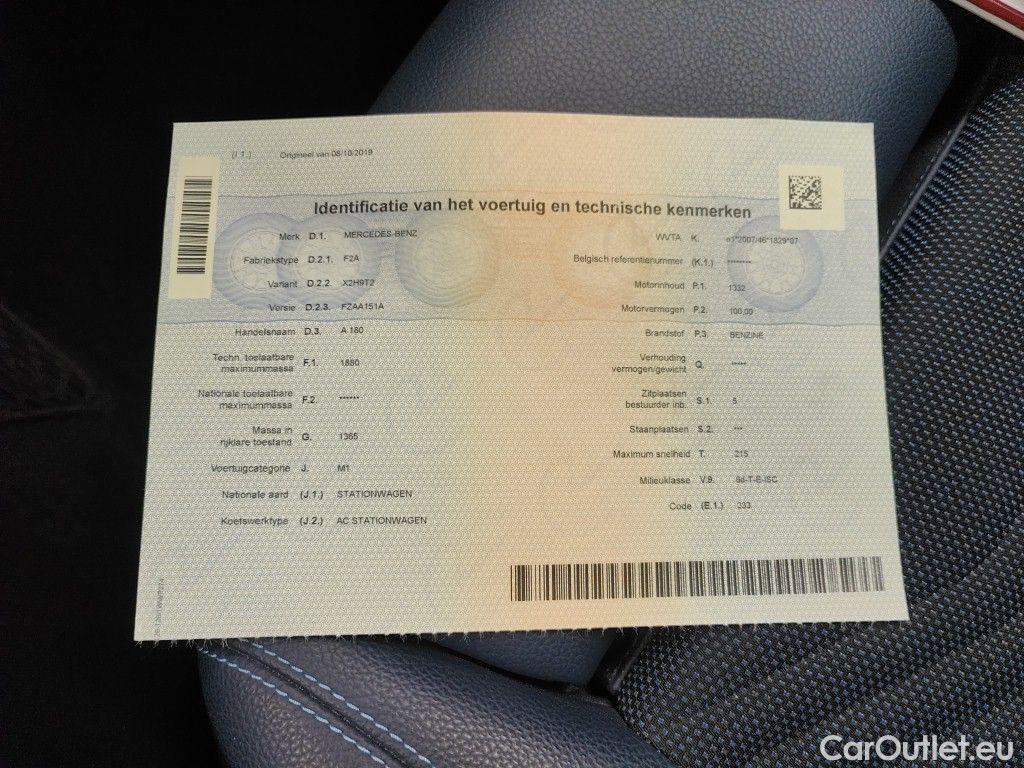 (I 1.) Origineel van 08/10/2019
Identificatie van het voertuig en technische kenmerken
Merk D.1. MERCEDES-BENZ
Fabriekstype D.2.1. F2A
Variant D.2.2. X2H9T2
Versie D.2.3. FZAA151A
Handelsnaam D.3. A 180
Techn. toelaatbare
maximummassa F.1. 1880
Nationale toelaatbare
maximummassa F.2. ******
Massa in
rijklare toestand G. 1365
Voertuigcategorie J. M1
Nationale aard (J.1.) STATIONWAGEN
Koetswerktype (J.2.) AC STATIONWAGEN
WVTA K. e1*2007/46*1829*07
Belgisch referentienummer (K.1.) ********
Motorinhoud P.1. 1332
Motorvermogen P.2. 100,00
Brandstof P.3. BENZINE
Verhouding
vermogen/gewicht Q. *****
Zitplaatsen
bestuurder inb. S.1. 5
Staanplaatsen S.2. ***
Maximum snelheid T. 215
Milieuklasse V.9. 6d-T-E-ISC
Code (E.1.) 233
CarOutlet.eu